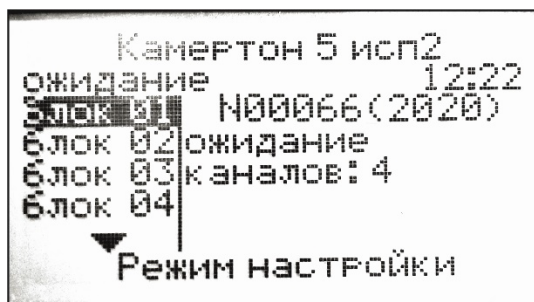 Камертон 5 исп2
ожидание 12:22
блок 01 N00066(2020)
блок 02 ожидание
блок 03 каналов:4
блок 04
Режим настройки